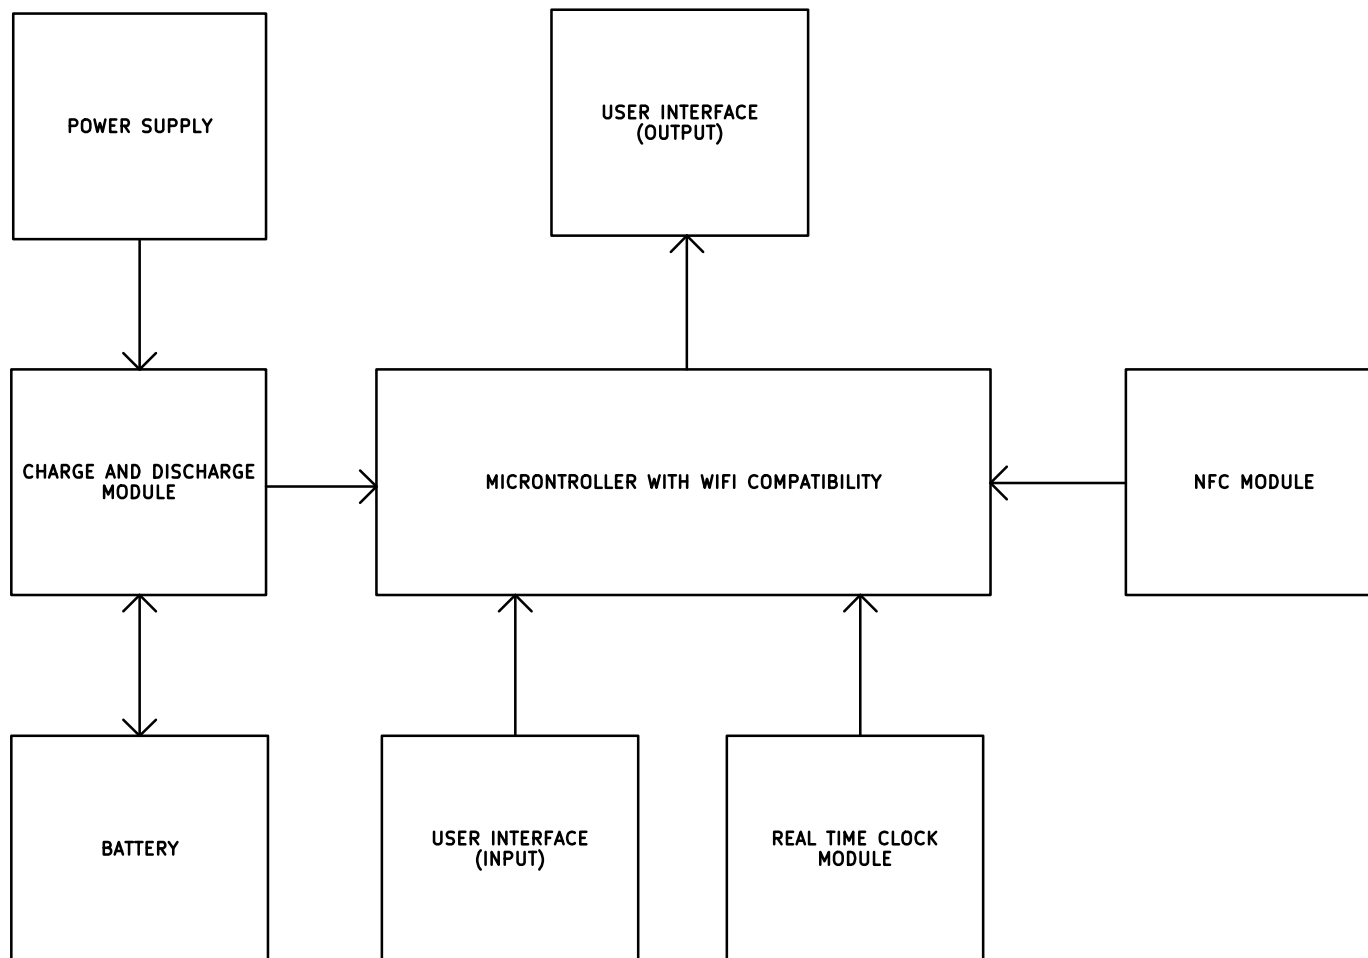 POWER SUPPLY
USER INTERFACE
(OUTPUT)
CHARGE AND DISCHARGE
MODULE
MICRONTROLLER WITH WIFI COMPATIBILITY
NFC MODULE
BATTERY
USER INTERFACE
(INPUT)
REAL TIME CLOCK
MODULE